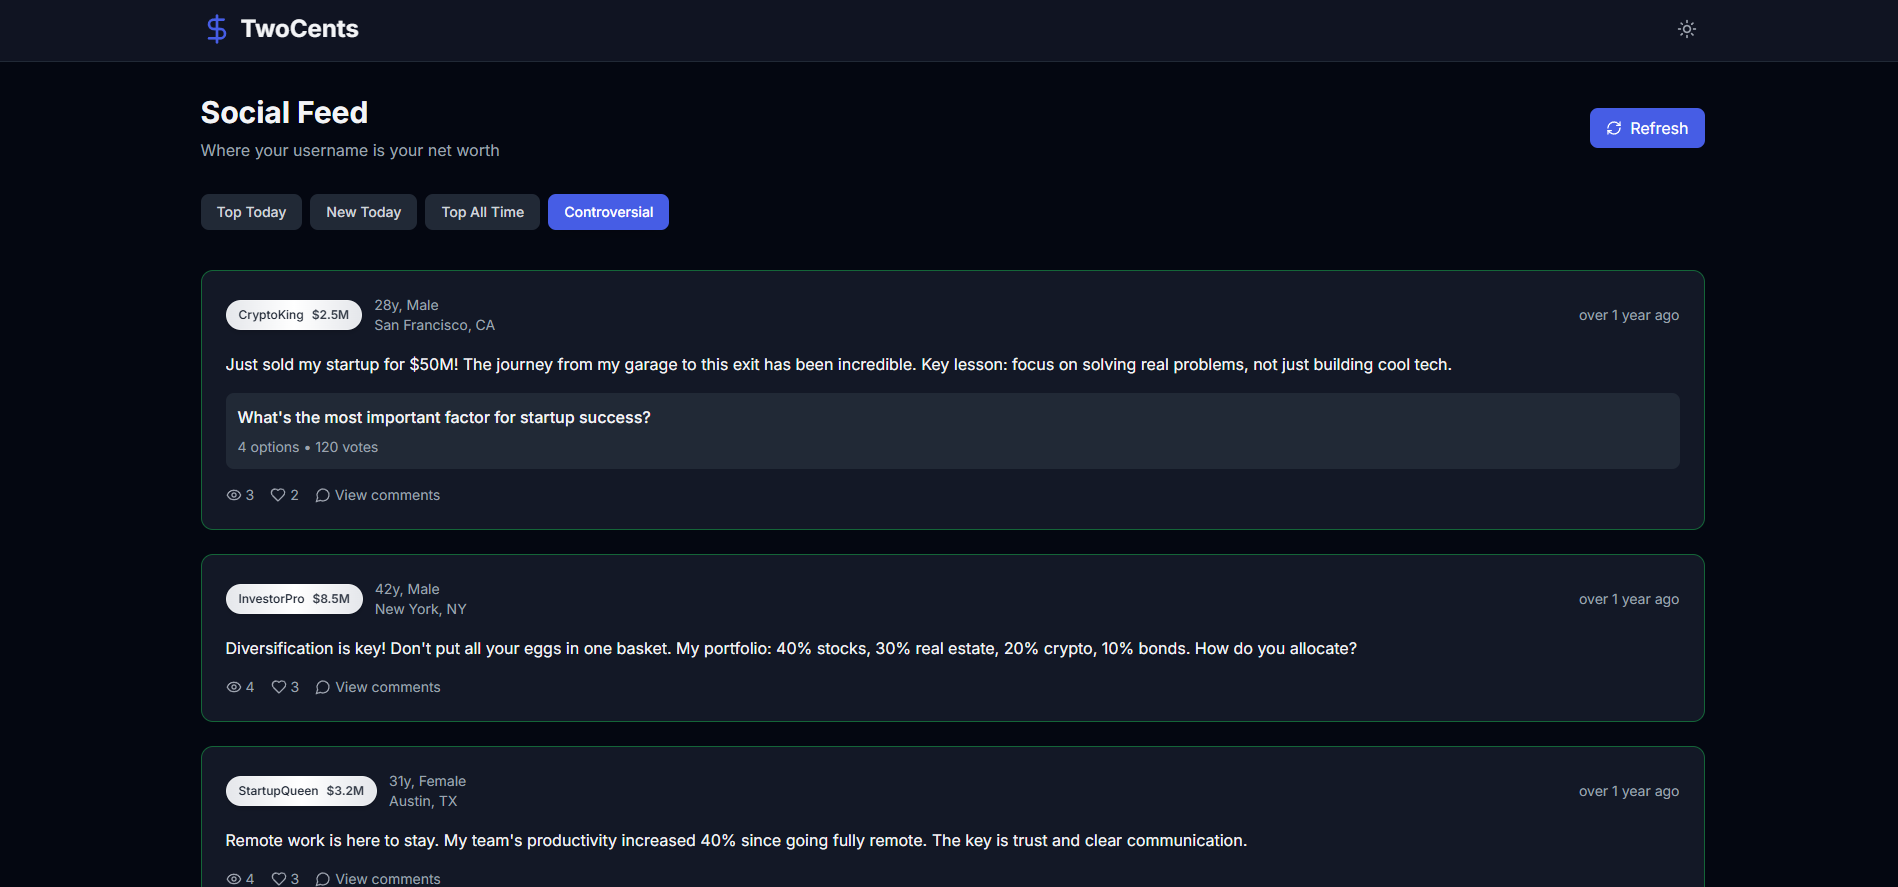 TwoCents
Social Feed
Where your username is your net worth
Refresh
Top Today
New Today
Top All Time
Controversial
CryptoKing $2.5M
28y, Male
San Francisco, CA
over 1 year ago
Just sold my startup for $50M! The journey from my garage to this exit has been incredible. Key lesson: focus on solving real problems, not just building cool tech.
What's the most important factor for startup success?
4 options • 120 votes
3 2 View comments
InvestorPro $8.5M
42y, Male
New York, NY
over 1 year ago
Diversification is key! Don't put all your eggs in one basket. My portfolio: 40% stocks, 30% real estate, 20% crypto, 10% bonds. How do you allocate?
4 3 View comments
StartupQueen $3.2M
31y, Female
Austin, TX
over 1 year ago
Remote work is here to stay. My team's productivity increased 40% since going fully remote. The key is trust and clear communication.
4 3 View comments